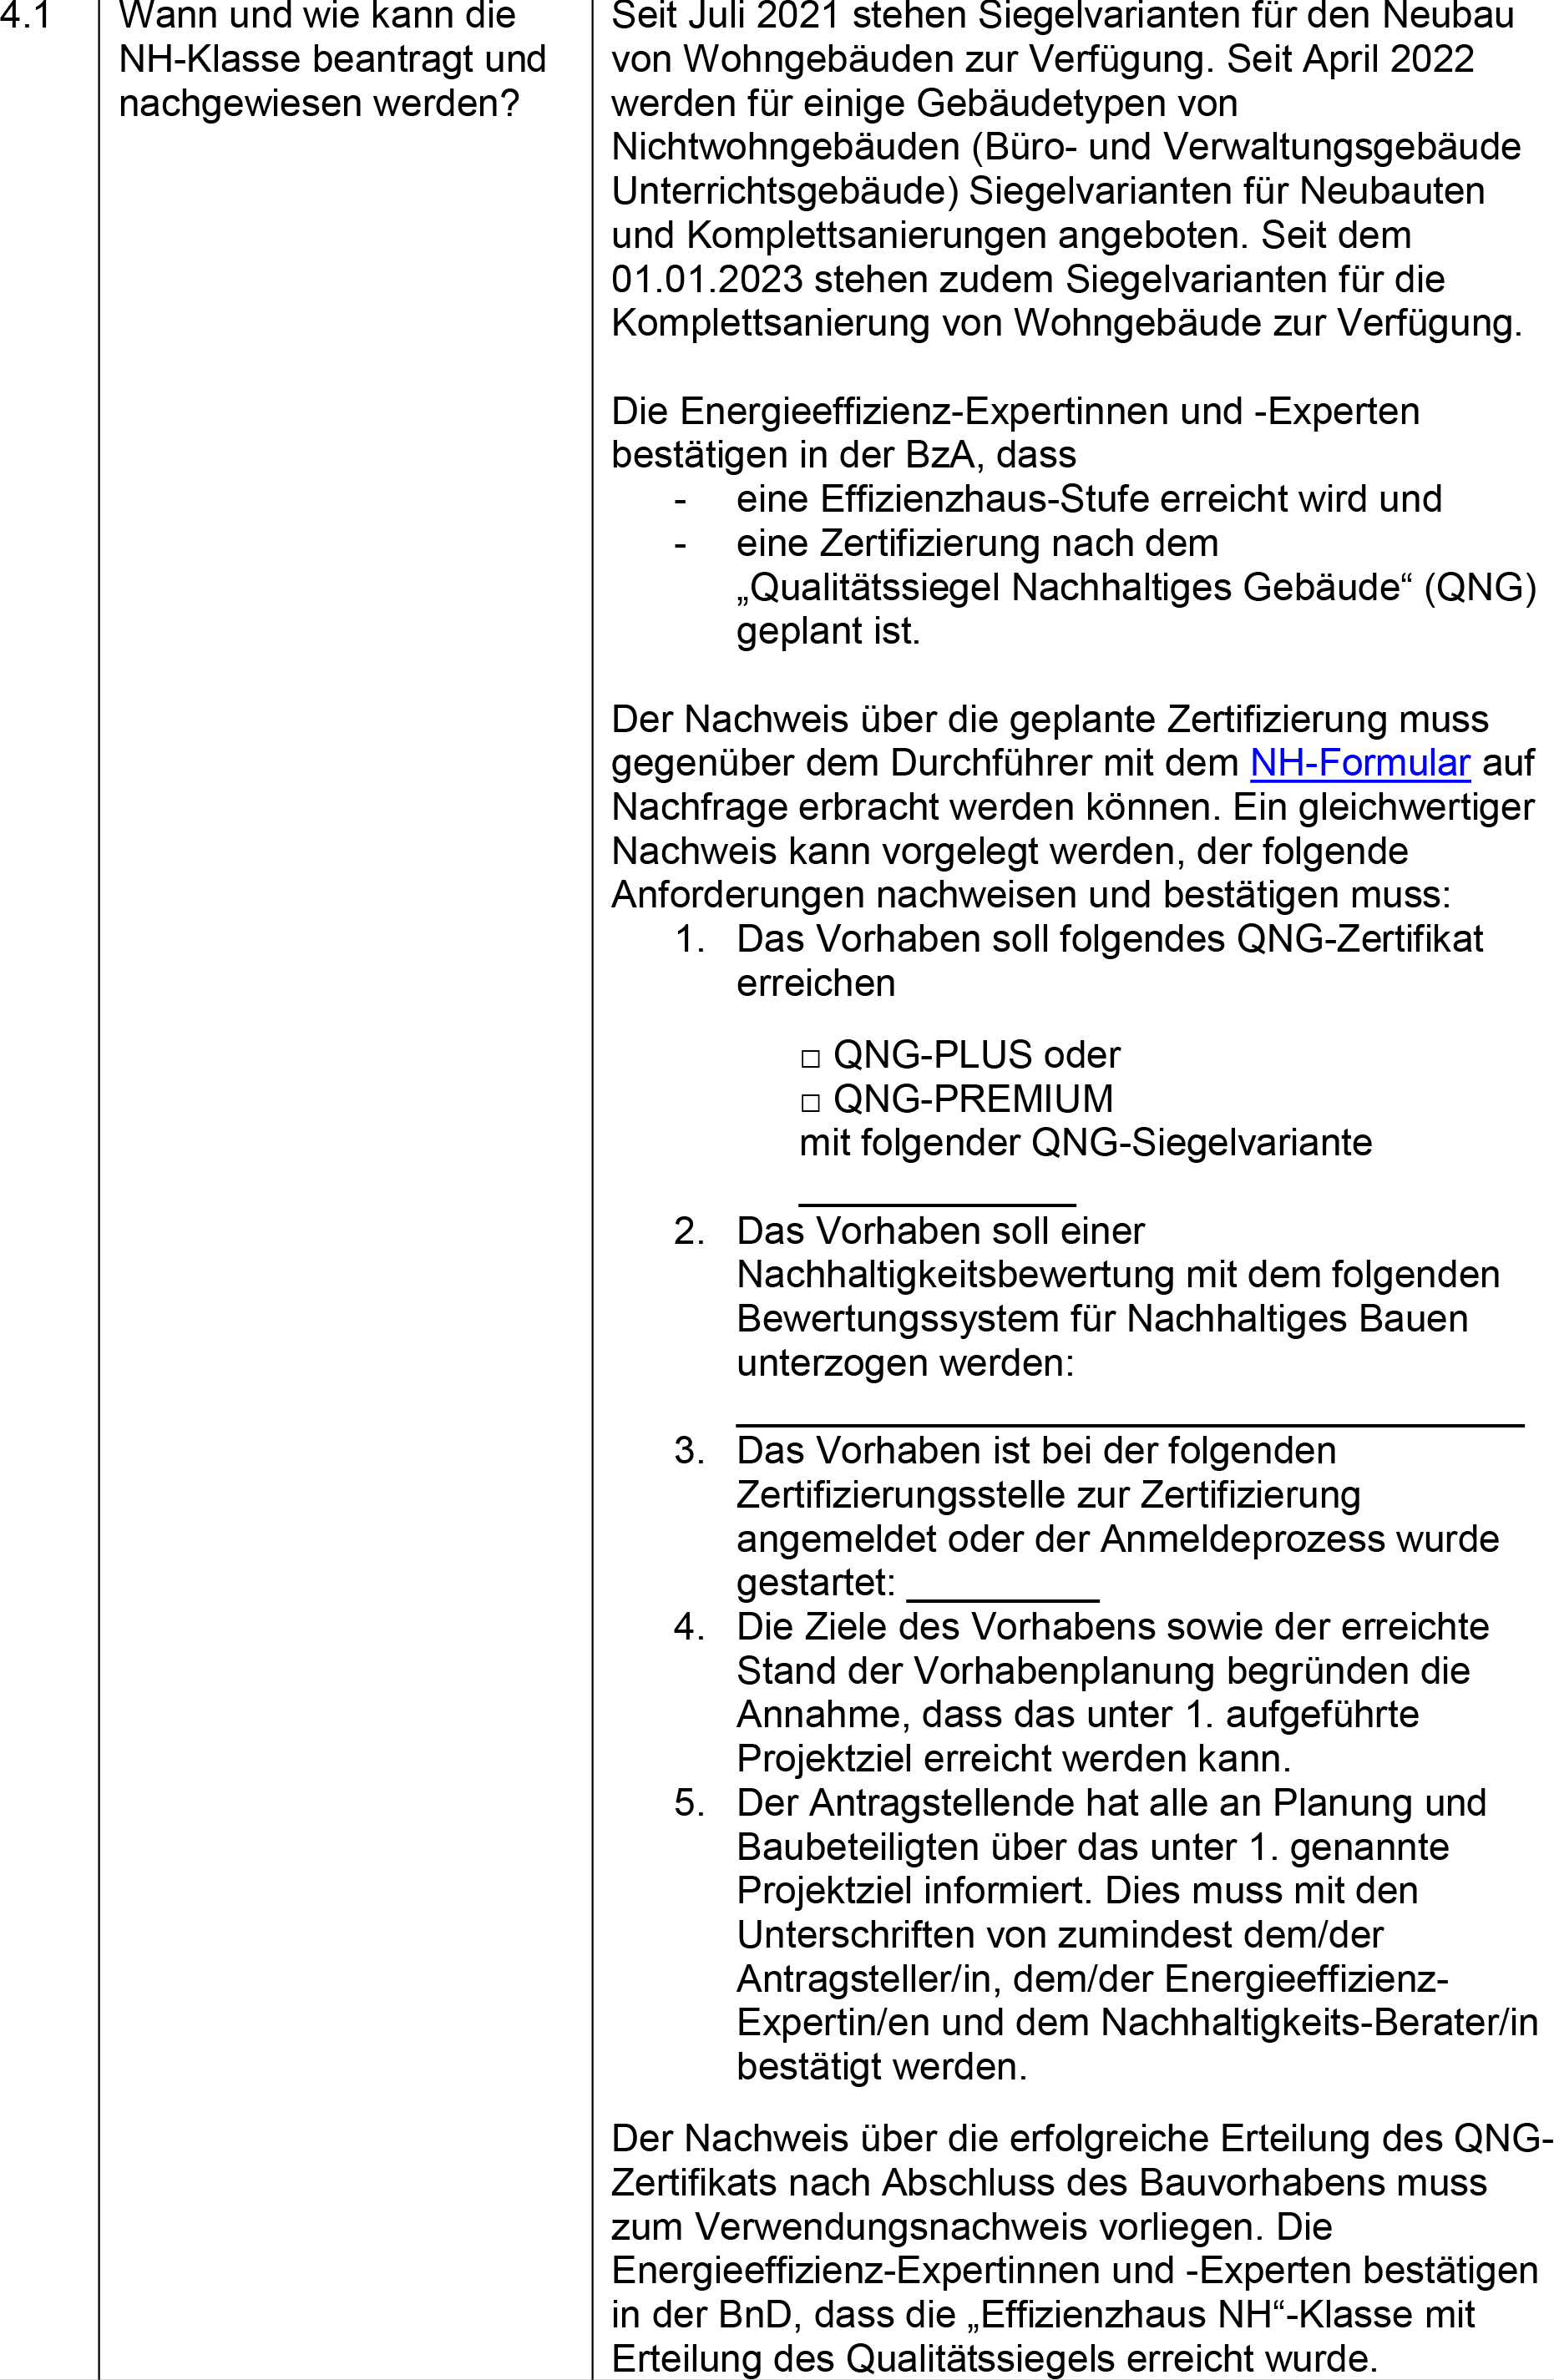 4.1
Wann und wie kann die
NH-Klasse beantragt und
nachgewiesen werden?
Seit Juli 2021 stehen Siegelvarianten für den Neubau
von Wohngebäuden zur Verfügung. Seit April 2022
werden für einige Gebäudetypen von
Nichtwohngebäuden (Büro- und Verwaltungsgebäude
Unterrichtsgebäude) Siegelvarianten für Neubauten
und Komplettsanierungen angeboten. Seit dem
01.01.2023 stehen zudem Siegelvarianten für die
Komplettsanierung von Wohngebäude zur Verfügung.
Die Energieeffizienz-Expertinnen und -Experten
bestätigen in der BzA, dass
- eine Effizienzhaus-Stufe erreicht wird und
- eine Zertifizierung nach dem
„Qualitätssiegel Nachhaltiges Gebäude“ (QNG)
geplant ist.
Der Nachweis über die geplante Zertifizierung muss
gegenüber dem Durchführer mit dem NH-Formular auf
Nachfrage erbracht werden können. Ein gleichwertiger
Nachweis kann vorgelegt werden, der folgende
Anforderungen nachweisen und bestätigen muss:
1. Das Vorhaben soll folgendes QNG-Zertifikat
erreichen
□ QNG-PLUS oder
□ QNG-PREMIUM
mit folgender QNG-Siegelvariante
_____________
2. Das Vorhaben soll einer
Nachhaltigkeitsbewertung mit dem folgenden
Bewertungssystem für Nachhaltiges Bauen
unterzogen werden:
_____________________________________
3. Das Vorhaben ist bei der folgenden
Zertifizierungsstelle zur Zertifizierung
angemeldet oder der Anmeldeprozess wurde
gestartet: _________
4. Die Ziele des Vorhabens sowie der erreichte
Stand der Vorhabenplanung begründen die
Annahme, dass das unter 1. aufgeführte
Projektziel erreicht werden kann.
5. Der Antragstellende hat alle an Planung und
Baubeteiligten über das unter 1. genannte
Projektziel informiert. Dies muss mit den
Unterschriften von zumindest dem/der
Antragsteller/in, dem/der Energieeffizienz-
Expertin/en und dem Nachhaltigkeits-Berater/in
bestätigt werden.
Der Nachweis über die erfolgreiche Erteilung des QNG-
Zertifikats nach Abschluss des Bauvorhabens muss
zum Verwendungsnachweis vorliegen. Die
Energieeffizienz-Expertinnen und -Experten bestätigen
in der BnD, dass die „Effizienzhaus NH“-Klasse mit
Erteilung des Qualitätssiegels erreicht wurde.